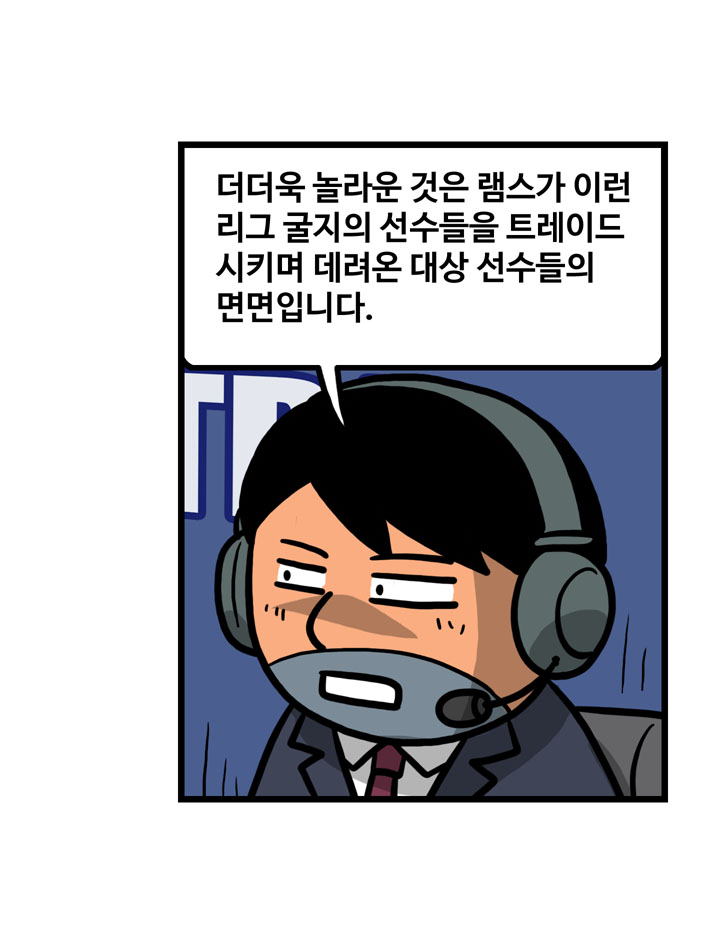 더더욱 놀라운 것은 램스가 이런
리그 굴지의 선수들을 트레이드
시키며 데려온 대상 선수들의
면면입니다.